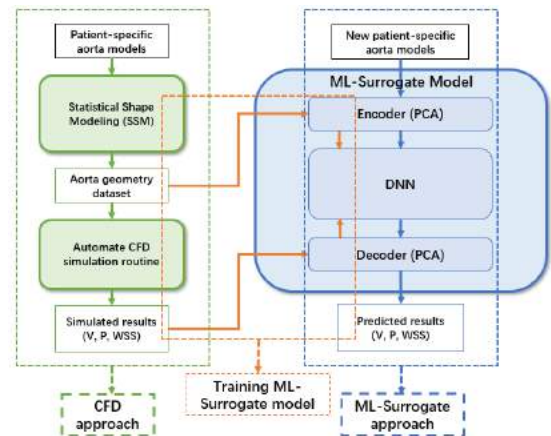 Patient-specific
aorta models
Statistical Shape
Modeling (SSM)
Aorta geometry
dataset
Automate CFD
simulation routine
Simulated results
(V, P, WSS)
CFD
approach
Training ML-
Surrogate model
New patient-specific
aorta models
ML-Surrogate Model
Encoder (PCA)
DNN
Decoder (PCA)
Predicted results
(V, P, WSS)
ML-Surrogate
approach